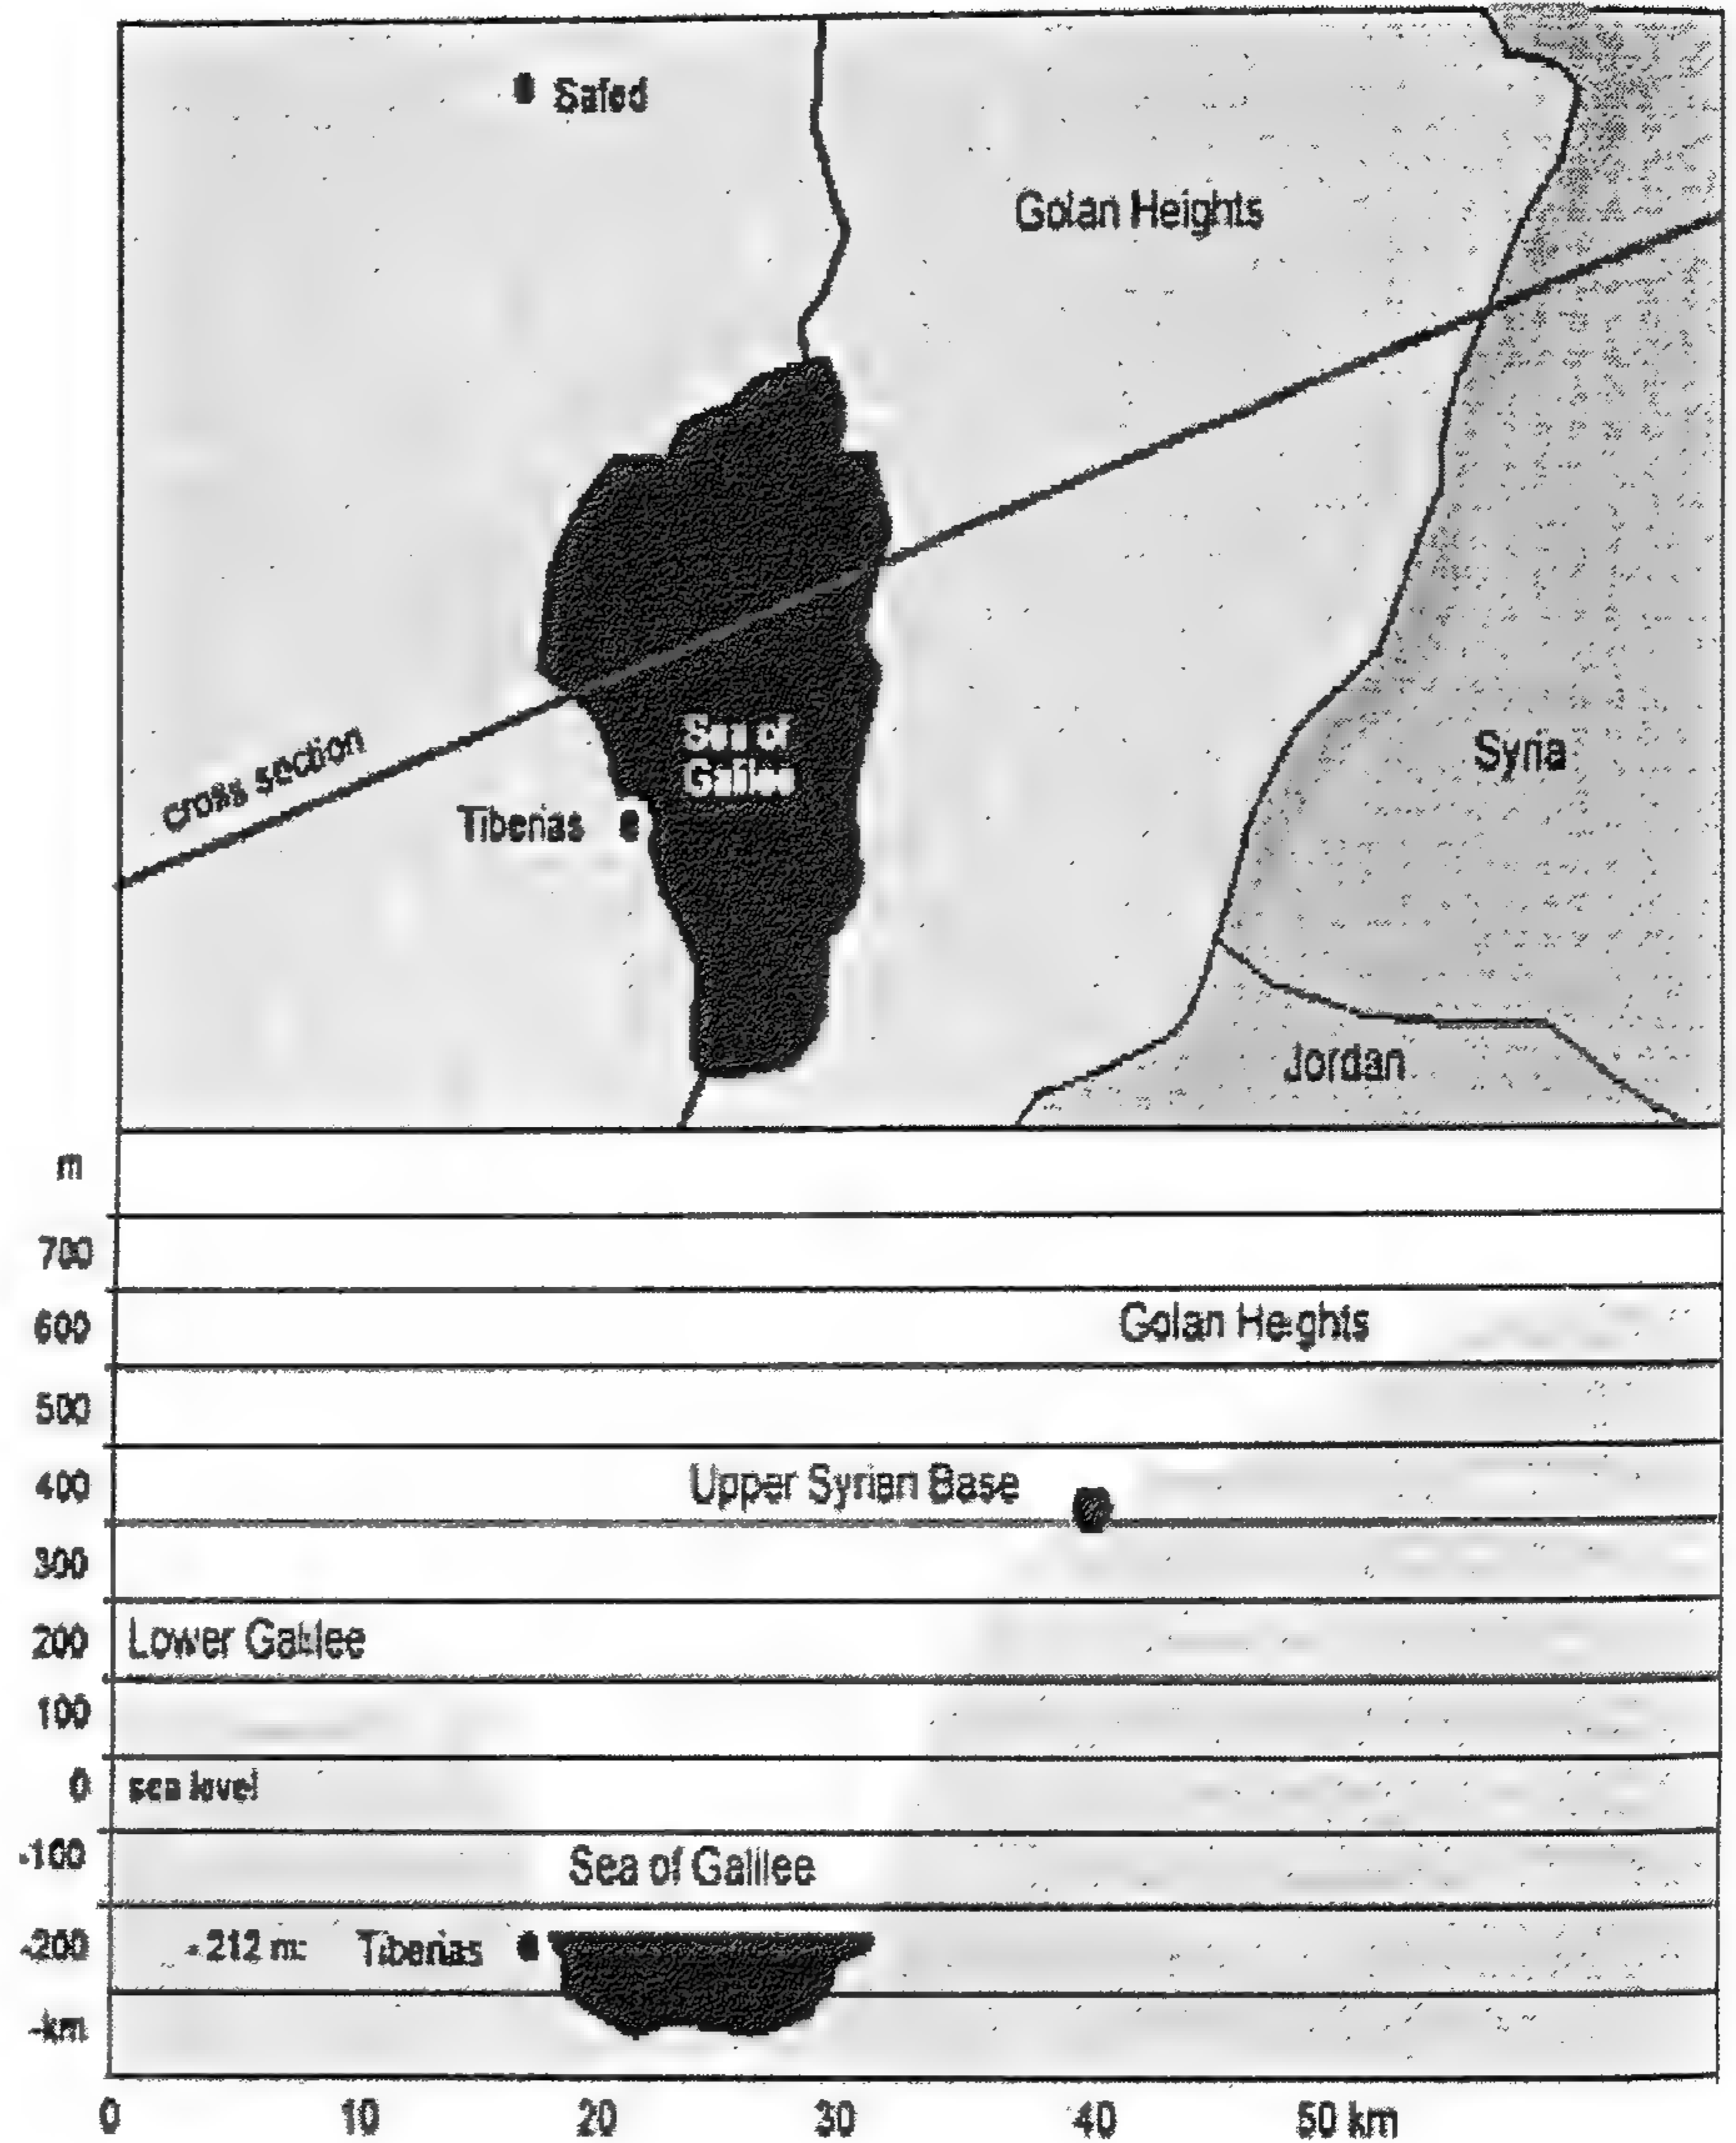 Safed
Golan Heights
Sea of
Galilee
cross section
Tiberias
Syria
Jordan
m
700
600
Golan Heights
500
400
Upper Syrian Base
300
200
Lower Galilee
100
0
sea level
-100
Sea of Galilee
-200
-212 m
Tiberias
-km
0
10
20
30
40
50 km